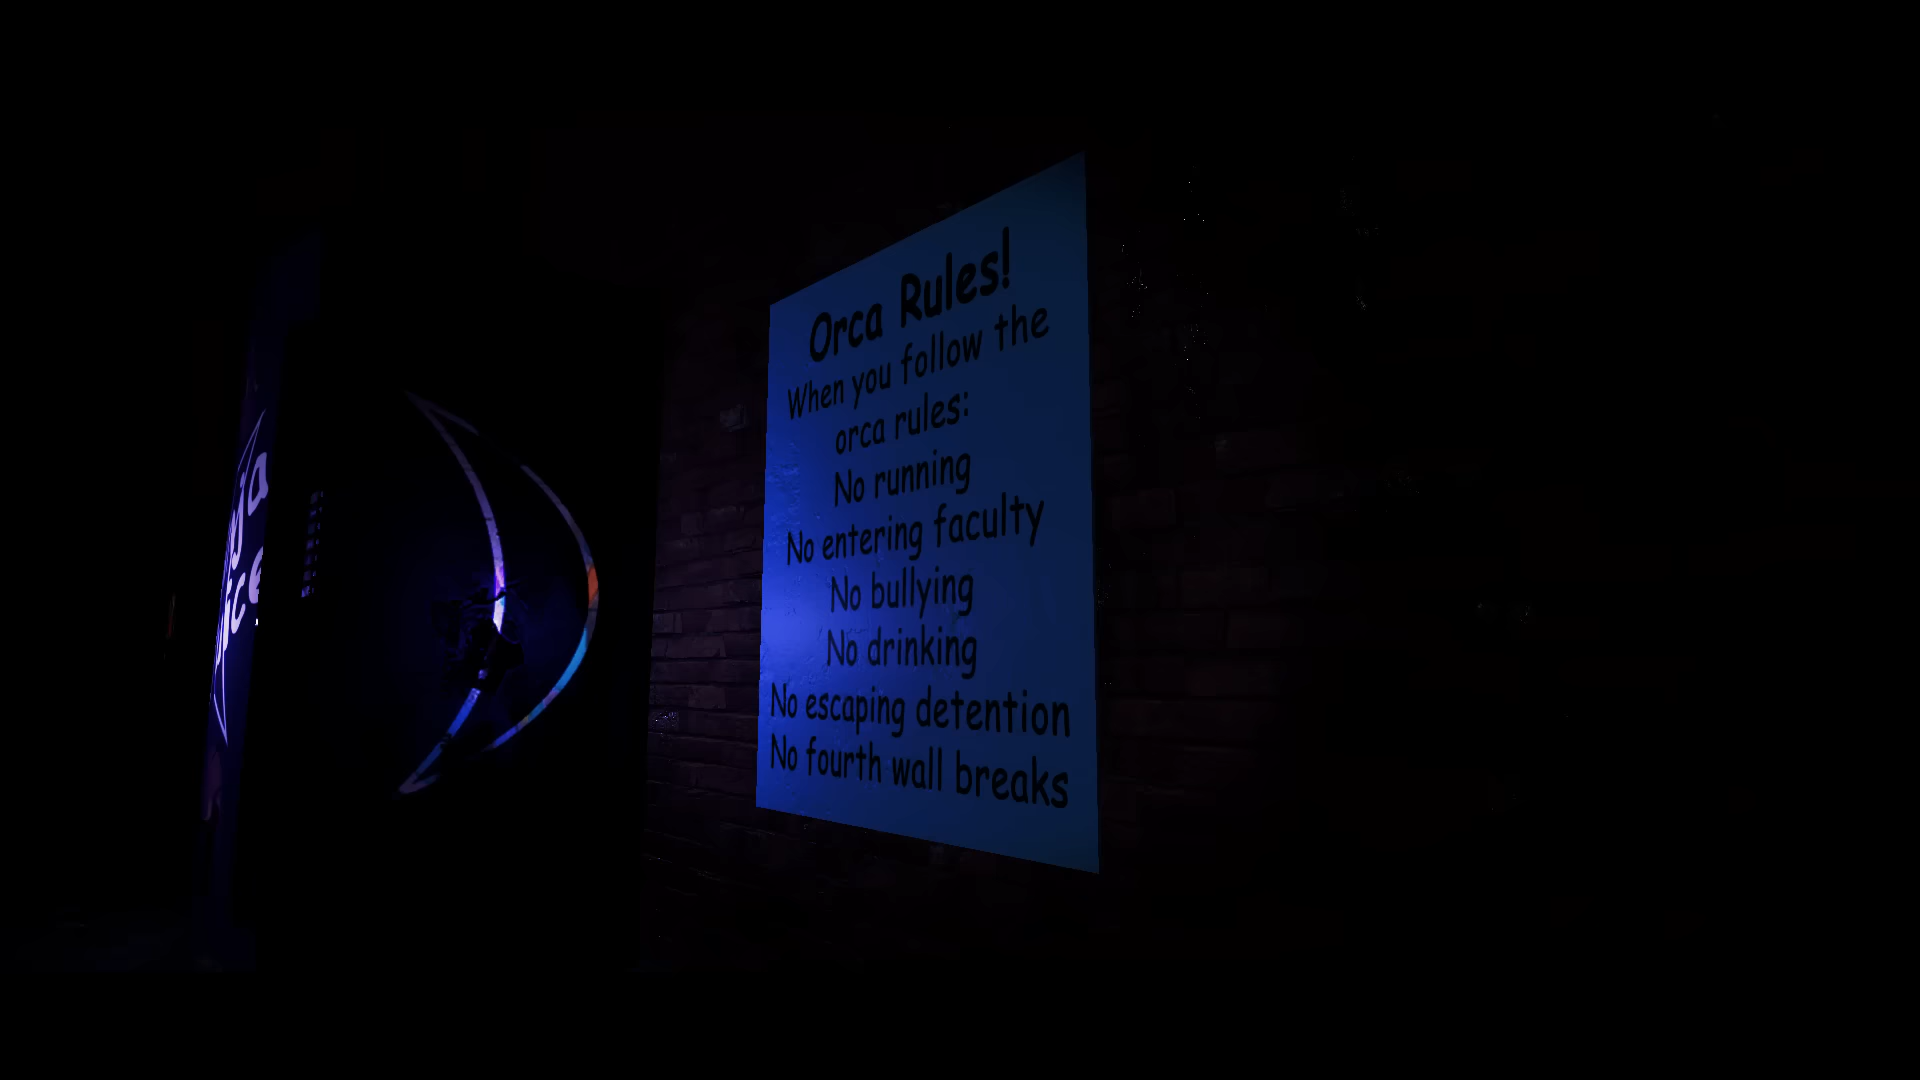 Orca Rules!
When you follow the
orca rules:
No running
No entering faculty
No bullying
No drinking
No escaping detention
No fourth wall breaks